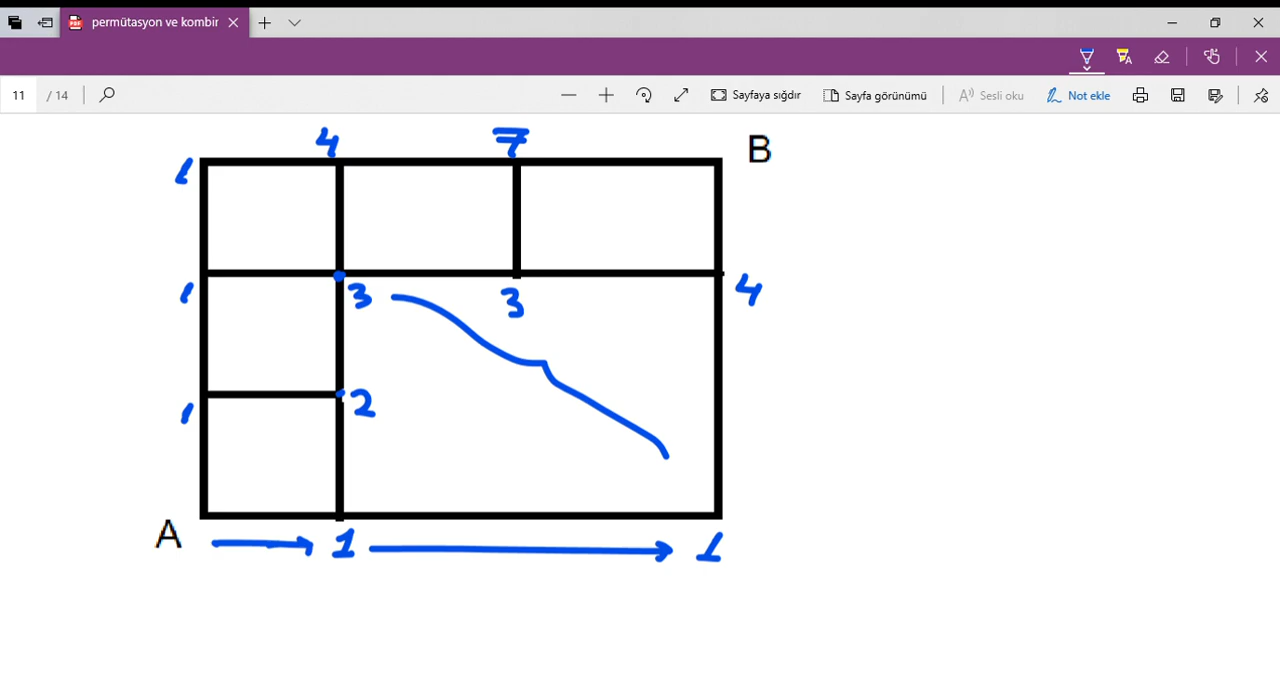 permütasyon ve kombir
11 / 14 Sayfaya sığdır Sayfa görünümü Sesli oku Not ekle
PDF
A
4 7 B
1
1 3 3 4
1 2
A 1 1